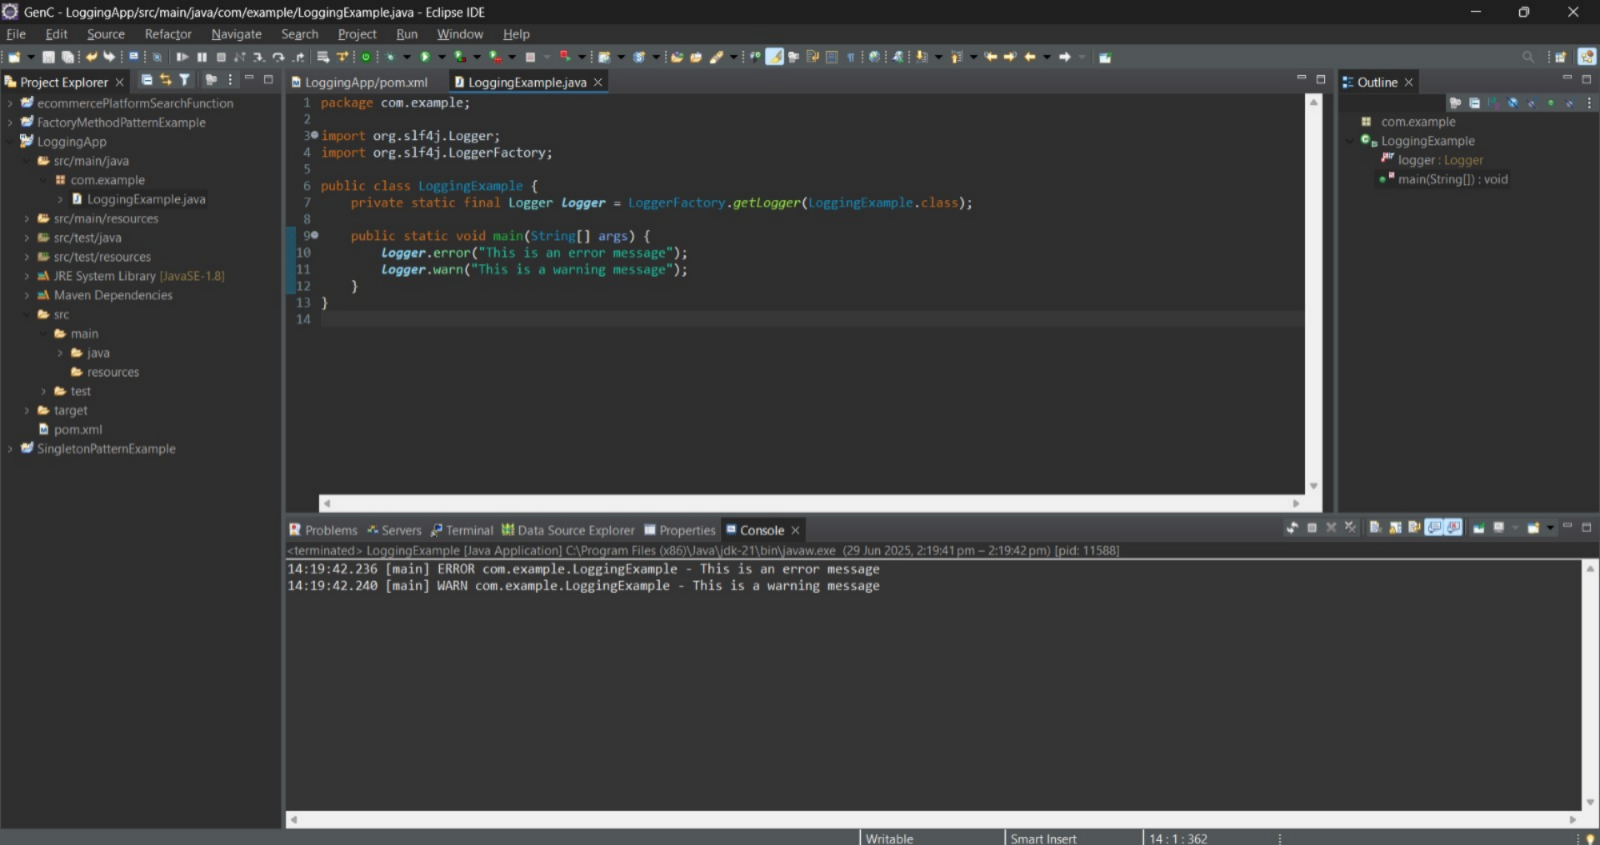 GenC - LoggingApp/src/main/java/com/example/LoggingExample.java - Eclipse IDE
File Edit Source Refactor Navigate Search Project Run Window Help
Project Explorer
ecommercePlatformSearchFunction
FactoryMethodPatternExample
LoggingApp
src/main/java
com.example
LoggingExample.java
src/main/resources
src/test/java
src/test/resources
JRE System Library [JavaSE-1.8]
Maven Dependencies
src
main
java
resources
test
target
pom.xml
SingletonPatternExample
LoggingApp/pom.xml LoggingExample.java
1 package com.example;
2
3 import org.slf4j.Logger;
4 import org.slf4j.LoggerFactory;
5
6 public class LoggingExample {
7 private static final Logger logger = LoggerFactory.getLogger(LoggingExample.class);
8
9 public static void main(String[] args) {
10 logger.error("This is an error message");
11 logger.warn("This is a warning message");
12 }
13 }
14
Outline
com.example
LoggingExample
logger : Logger
main(String[]) : void
Problems Servers Terminal Data Source Explorer Properties Console
<terminated> LoggingExample [Java Application] C:\Program Files (x86)\Java\jdk-21\bin\javaw.exe (29 Jun 2025, 2:19:41 pm – 2:19:42 pm) [pid: 11588]
14:19:42.236 [main] ERROR com.example.LoggingExample - This is an error message
14:19:42.240 [main] WARN com.example.LoggingExample - This is a warning message
Writable Smart Insert 14 : 1 : 362